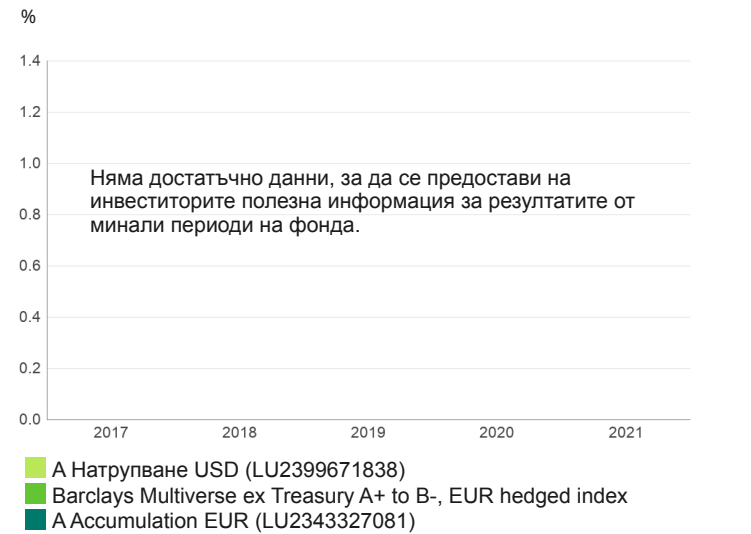 %
1.4
1.2
1.0
Няма достатъчно данни, за да се предостави на
инвеститорите полезна информация за резултатите от
0.8
минали периоди на фонда.
0.6
0.4
0.2
0.0
2017 2018 2019 2020 2021
А Натрупване USD (LU2399671838)
Barclays Multiverse ex Treasury A+ to B-, EUR hedged index
A Accumulation EUR (LU2343327081)